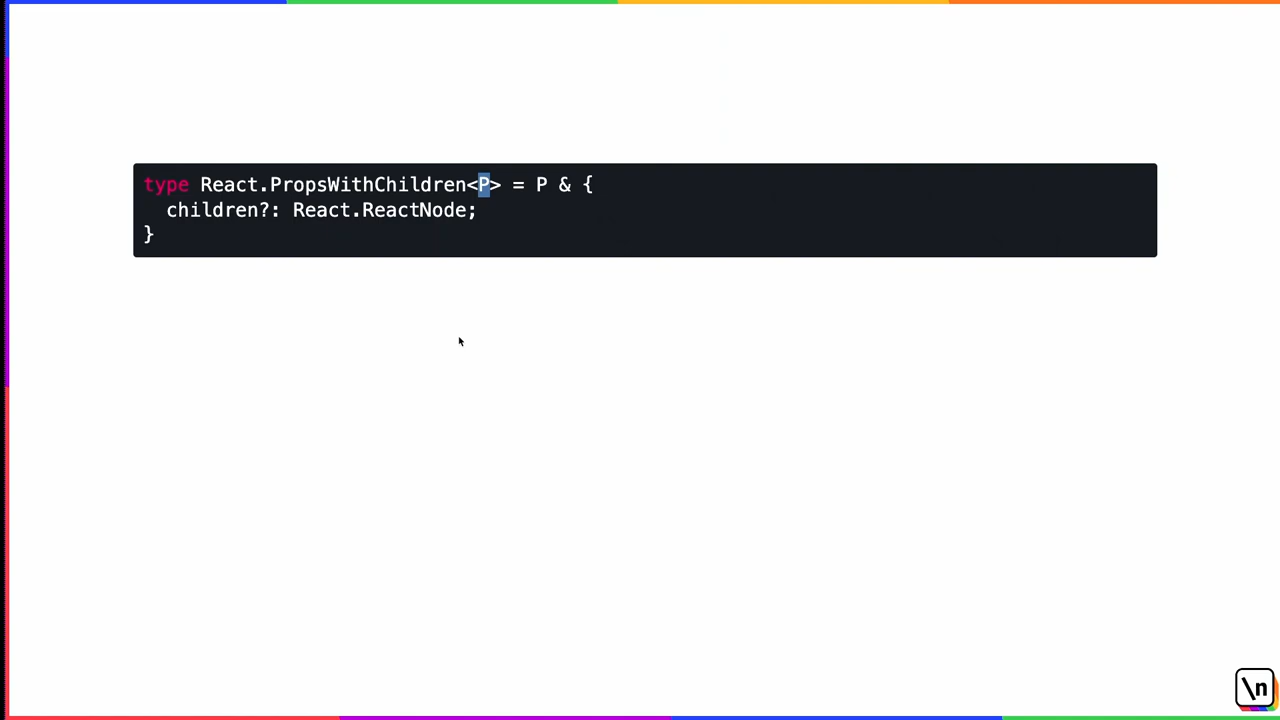 type React.PropsWithChildren<P> = P & {
  children?: React.ReactNode;
}
\n